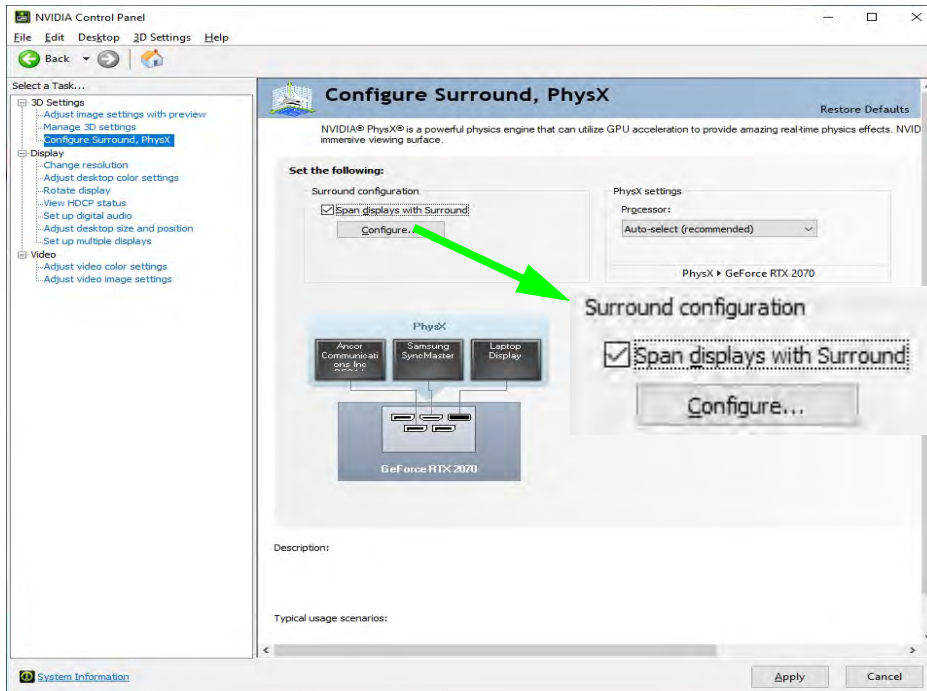 NVIDIA Control Panel
File Edit Desktop 3D Settings Help
Back
Select a Task...
3D Settings
Adjust image settings with preview
Manage 3D settings
Configure Surround, PhysX
Display
Change resolution
Adjust desktop color settings
Rotate display
View HDCP status
Set up digital audio
Adjust desktop size and position
Set up multiple displays
Video
Adjust video color settings
Adjust video image settings
System Information
Configure Surround, PhysX
Restore Defaults
NVIDIA® PhysX® is a powerful physics engine that can utilize GPU acceleration to provide amazing real-time physics effects. NVID
immersive viewing surface.
Set the following:
Surround configuration
Span displays with Surround
Configure...
PhysX settings
Processor:
Auto-select (recommended)
PhysX GeForce RTX 2070
Surround configuration
Span displays with Surround
Configure...
PhysX
Ancor
Communicati
ons Inc
Samsung
SyncMaster
Laptop
Display
GeForce RTX 2070
Description:
Typical usage scenarios:
Apply
Cancel